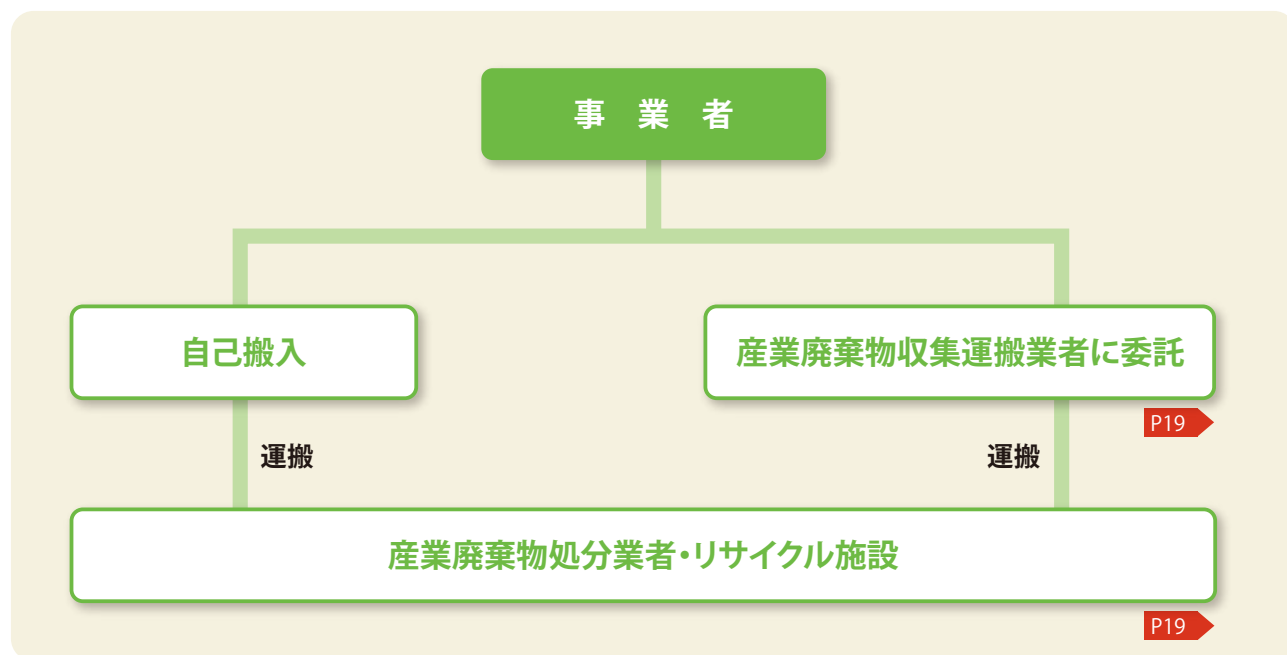 事 業 者
自己搬入
産業廃棄物収集運搬業者に委託
P19
運搬
運搬
産業廃棄物処分業者・リサイクル施設
P19